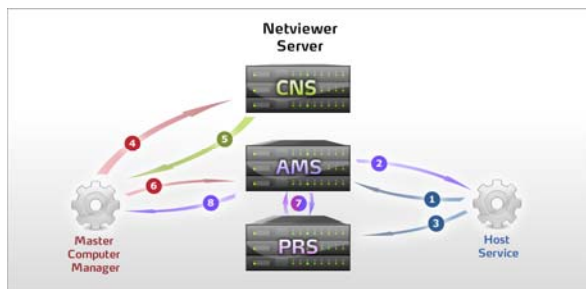 Netviewer
Server
CNS
4
5
AMS
2
6
1
8
7
3
PRS
Master
Computer
Manager
Host
Service